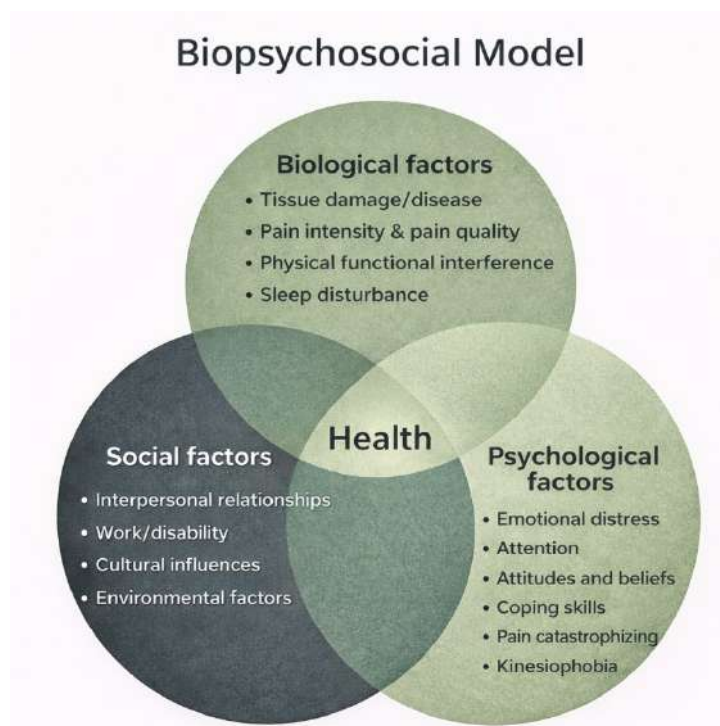 Biopsychosocial Model
Biological factors
• Tissue damage/disease
• Pain intensity & pain quality
• Physical functional interference
• Sleep disturbance
Health
Social factors
• Interpersonal relationships
• Work/disability
• Cultural influences
• Environmental factors
Psychological
factors
• Emotional distress
• Attention
• Attitudes and beliefs
• Coping skills
• Pain catastrophizing
• Kinesiophobia